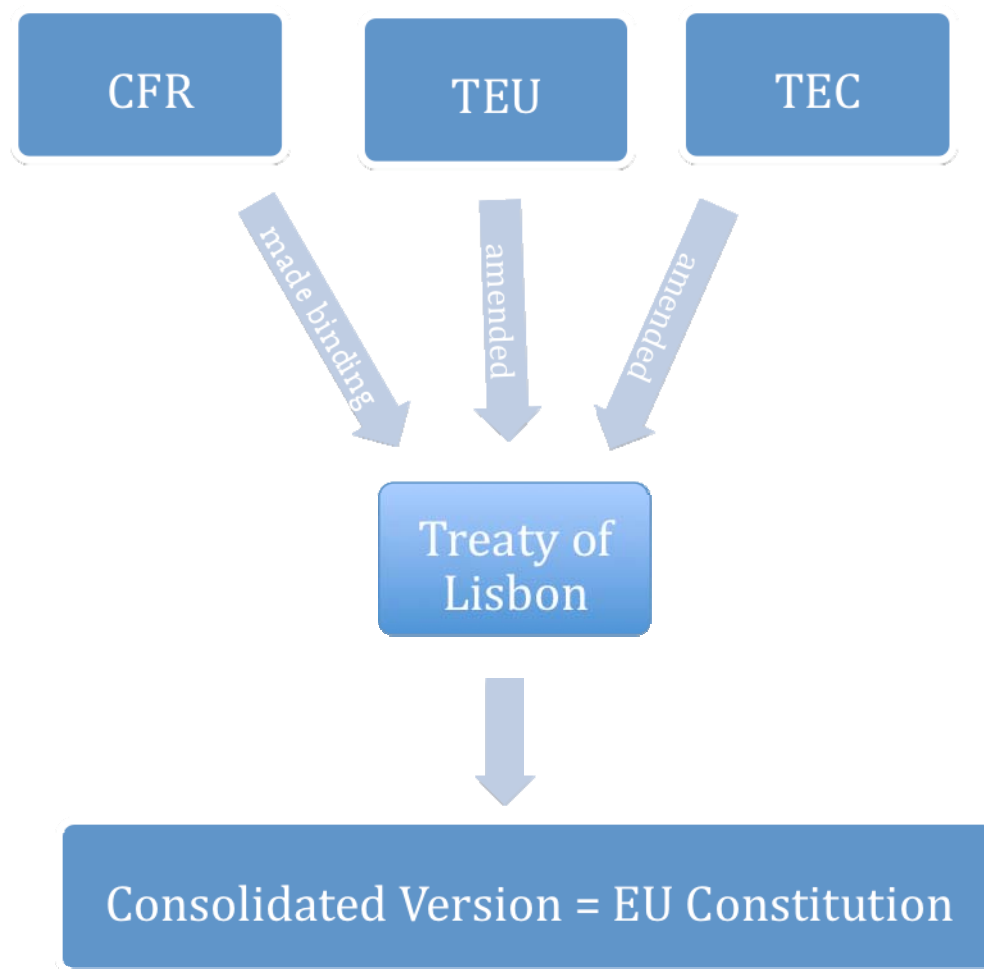 CFR
TEU
TEC
made binding
amended
amended
Treaty of
Lisbon
Consolidated Version = EU Constitution